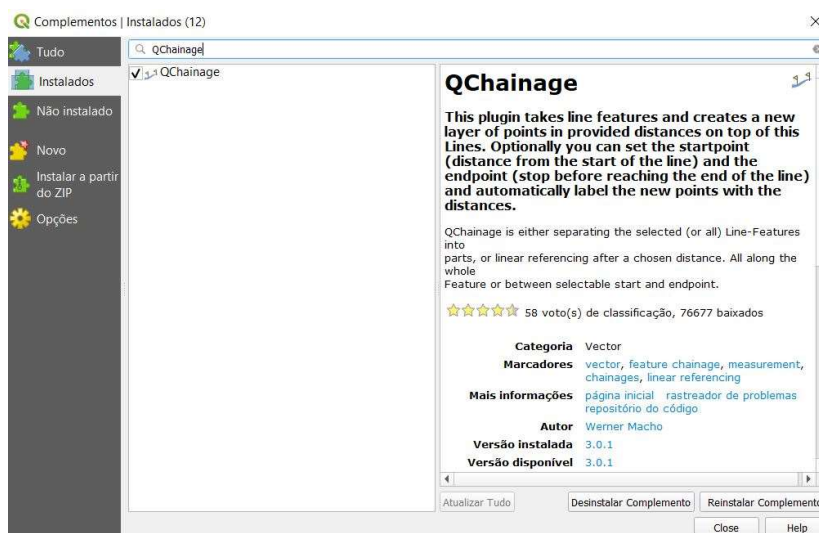 Complementos | Instalados (12)
Tudo
QChainage
Instalados
QChainage
Não instalado
Novo
Instalar a partir
do ZIP
Opções
QChainage
This plugin takes line features and creates a new
layer of points in provided distances on top of this
Lines. Optionally you can set the startpoint
(distance from the start of the line) and the
endpoint (stop before reaching the end of the line)
and automatically label the new points with the
distances.
QChainage is either separating the selected (or all) Line-Features
into
parts, or linear referencing after a chosen distance. All along the
whole
Feature or between selectable start and endpoint.
58 voto(s) de classificação, 76677 baixados
Categoria Vector
Marcadores vector, feature chainage, measurement,
chainages, linear referencing
Mais informações página inicial rastreador de problemas
repositório do código
Autor Werner Macho
Versão instalada 3.0.1
Versão disponível 3.0.1
Atualizar Tudo Desinstalar Complemento Reinstalar Complemento
Close Help